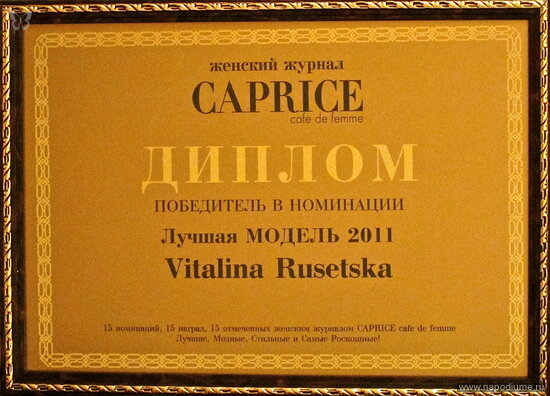 женский журнал
CAPRICE
cafe de femme
ДИПЛОМ
ПОБЕДИТЕЛЬ В НОМИНАЦИИ
Лучшая МОДЕЛЬ 2011
Vitalina Rusetska
15 номинаций, 15 наград, 15 отмеченных женским журналом CAPRICE cafe de femme
Лучшие, Модные, Стильные и Самые Роскошные!
www.napodiume.ru